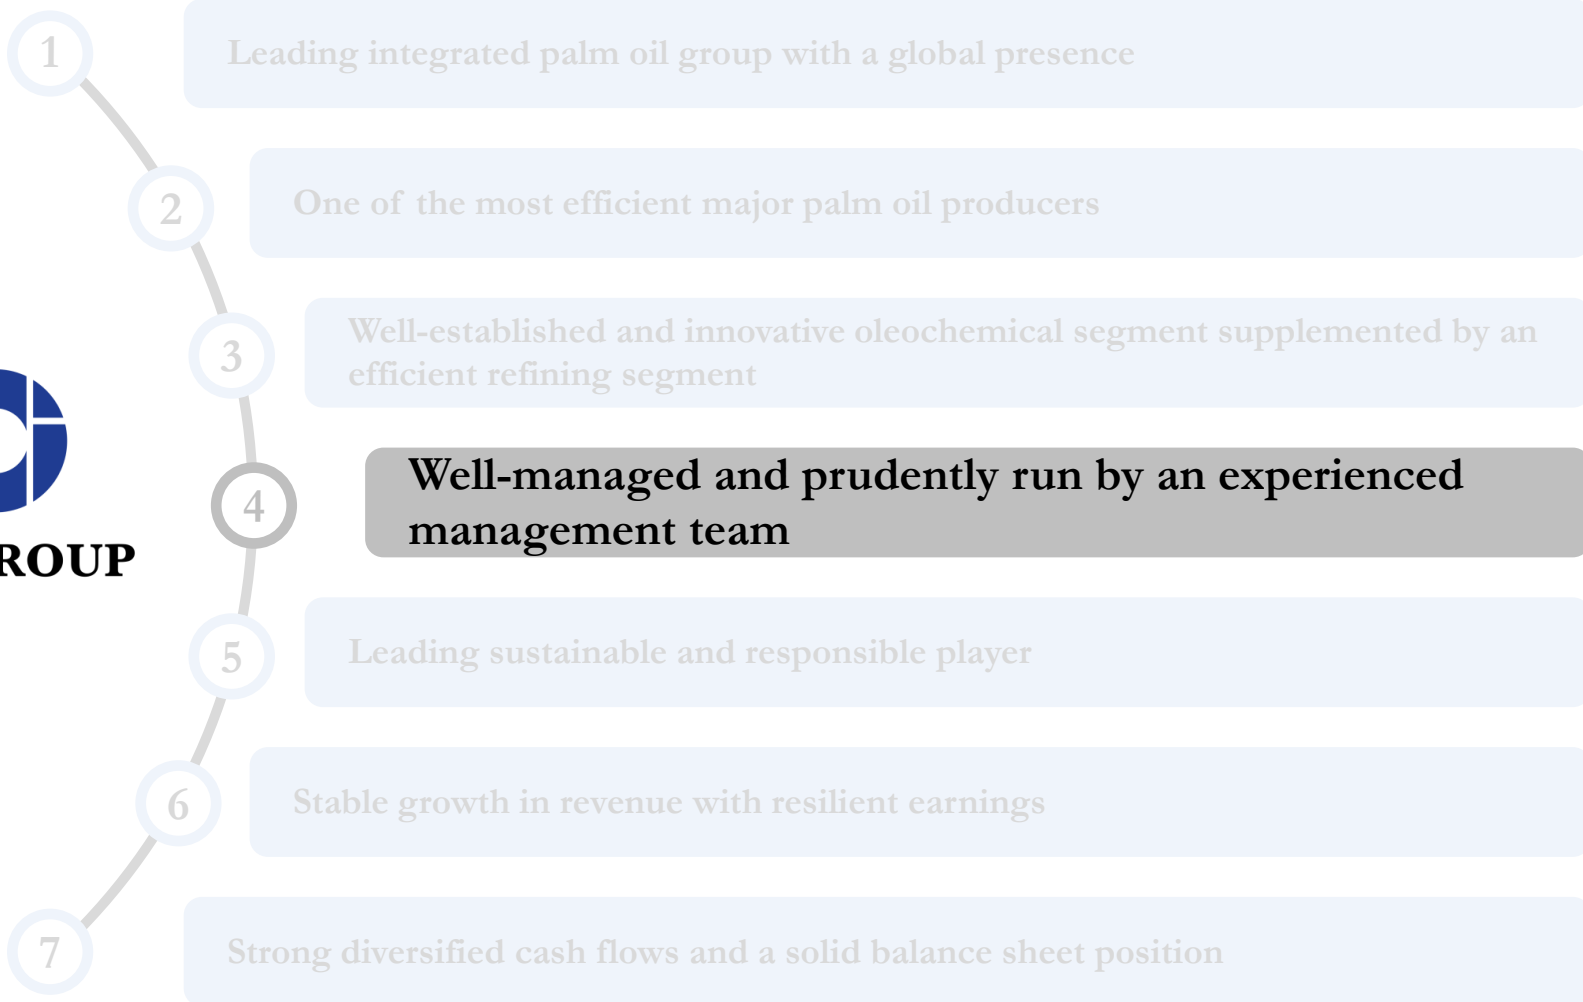 1
Leading integrated palm oil group with a global presence
2
One of the most efficient major palm oil producers
3
Well-established and innovative oleochemical segment supplemented by an
efficient refining segment
4
Well-managed and prudently run by an experienced
management team
ROUP
5
Leading sustainable and responsible player
6
Stable growth in revenue with resilient earnings
7
Strong diversified cash flows and a solid balance sheet position